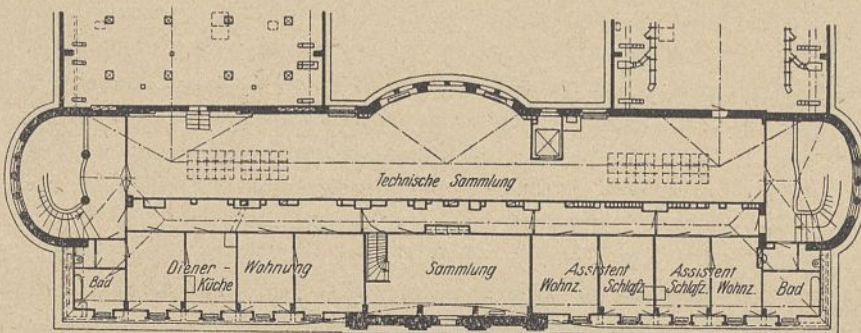 Technische Sammlung
Bad
Diener-
Küche
Wohnung
Sammlung
Assistent
Wohnz. Schlafz.
Assistent
Schlafz. Wohnz.
Bad